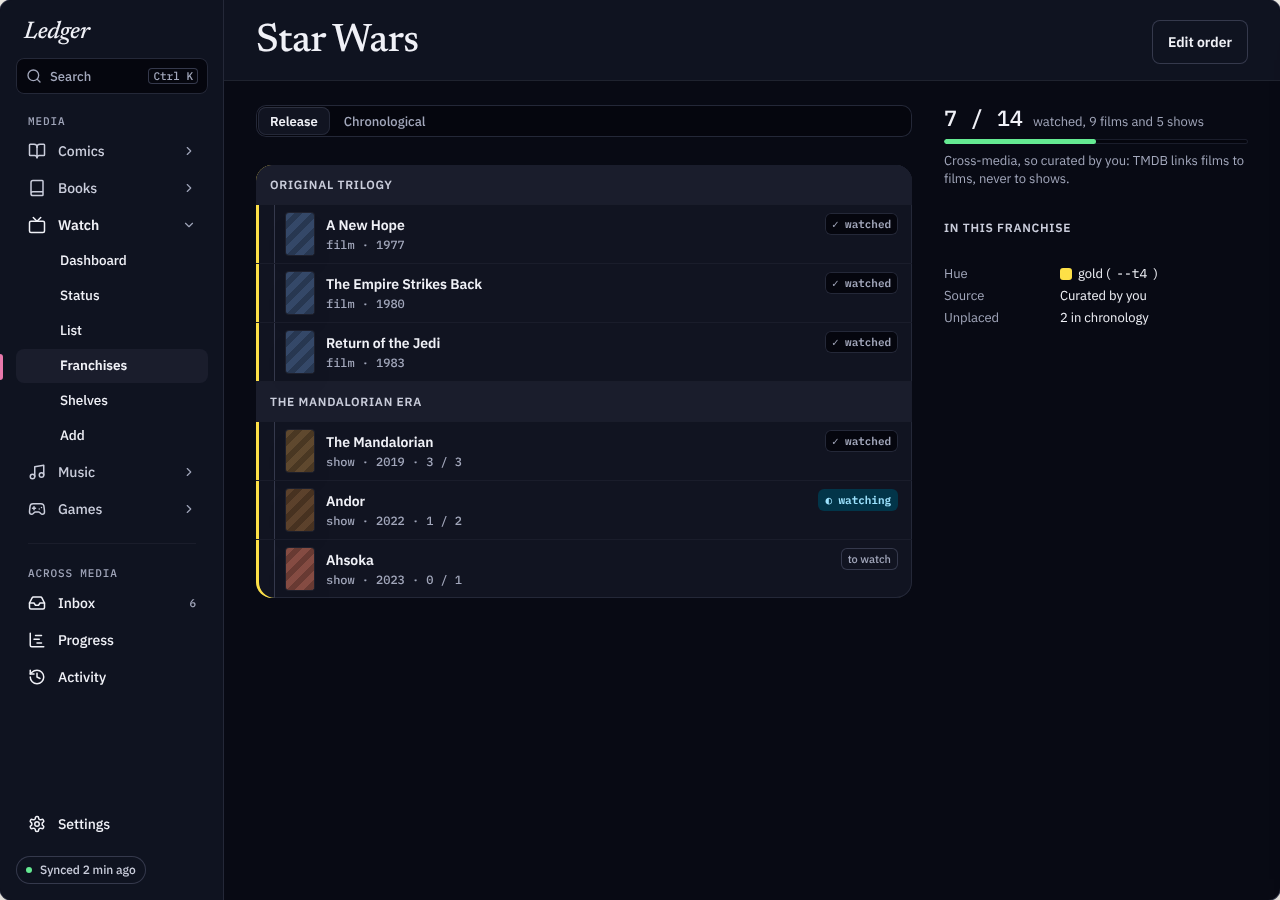 Ledger
Search Ctrl K
MEDIA
Comics
Books
Watch
Dashboard
Status
List
Franchises
Shelves
Add
Music
Games
ACROSS MEDIA
Inbox 6
Progress
Activity
Settings
Synced 2 min ago
Star Wars
Edit order
Release Chronological
ORIGINAL TRILOGY
A New Hope
film · 1977
✓ watched
The Empire Strikes Back
film · 1980
✓ watched
Return of the Jedi
film · 1983
✓ watched
THE MANDALORIAN ERA
The Mandalorian
show · 2019 · 3 / 3
✓ watched
Andor
show · 2022 · 1 / 2
◐ watching
Ahsoka
show · 2023 · 0 / 1
to watch
7 / 14 watched, 9 films and 5 shows
Cross-media, so curated by you: TMDB links films to
films, never to shows.
IN THIS FRANCHISE
Hue gold ( --t4 )
Source Curated by you
Unplaced 2 in chronology